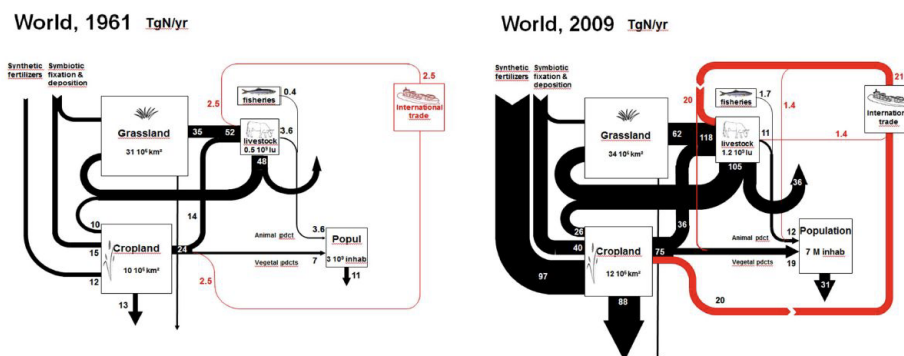 World, 1961 TgN/yr
Synthetic fertilizers
Symbiotic fixation & deposition
2.5
2.5
0.4
fisheries
International trade
Grassland
31 10⁶ km²
35
52
3.6
livestock
0.5 10⁹ lu
48
14
10
15
12
Cropland
10 10⁶ km²
24
13
3.6
Animal pdct
Vegetal pdcts
7
Popul
3 10⁹ inhab
11
2.5
World, 2009 TgN/yr
Synthetic fertilizers
Symbiotic fixation & deposition
21
20
1.7
fisheries
1.4
International trade
Grassland
34 10⁶ km²
62
118
11
livestock
1.2 10⁹ lu
1.4
105
36
36
26
40
97
Cropland
12 10⁶ km²
75
88
12
Animal pdct
Vegetal pdcts
19
Population
7 M inhab
31
20